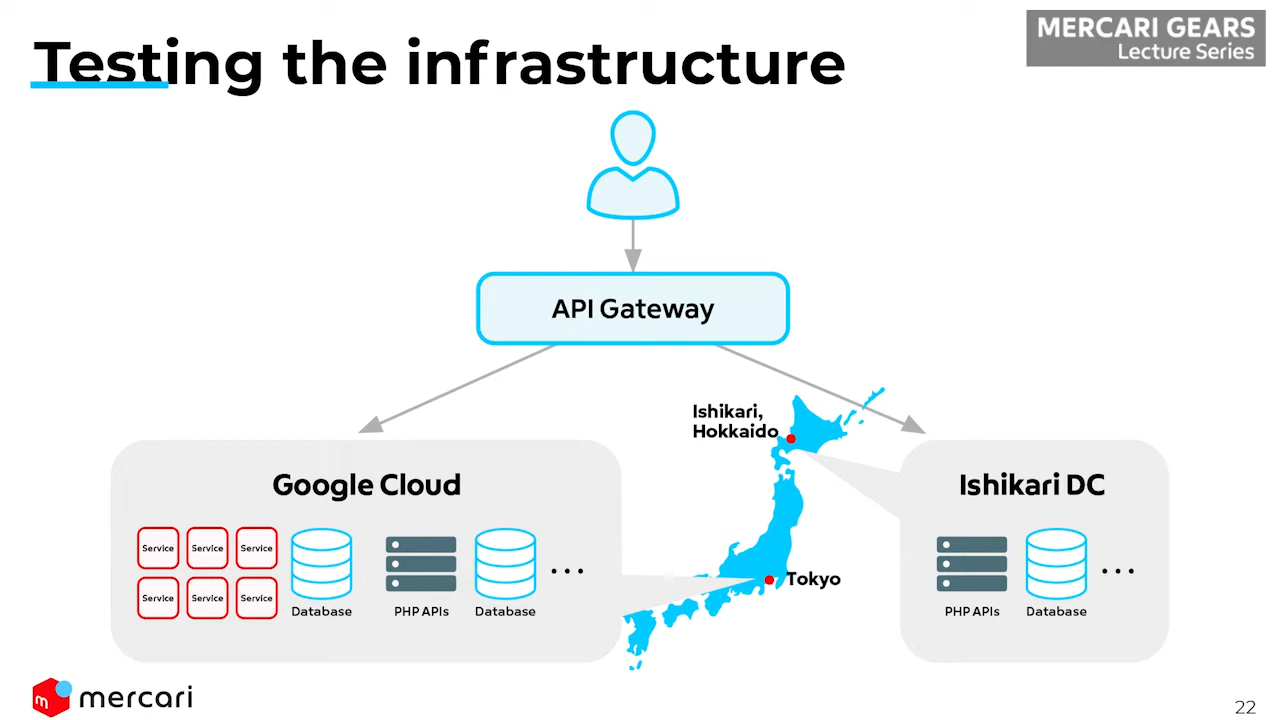 Testing the infrastructure
MERCARI GEARS
Lecture Series
API Gateway
Ishikari,
Hokkaido
Google Cloud
Ishikari DC
Service Service Service
Service Service Service
Database
PHP APIs
Database
...
Tokyo
PHP APIs
Database
...
m mercari
22